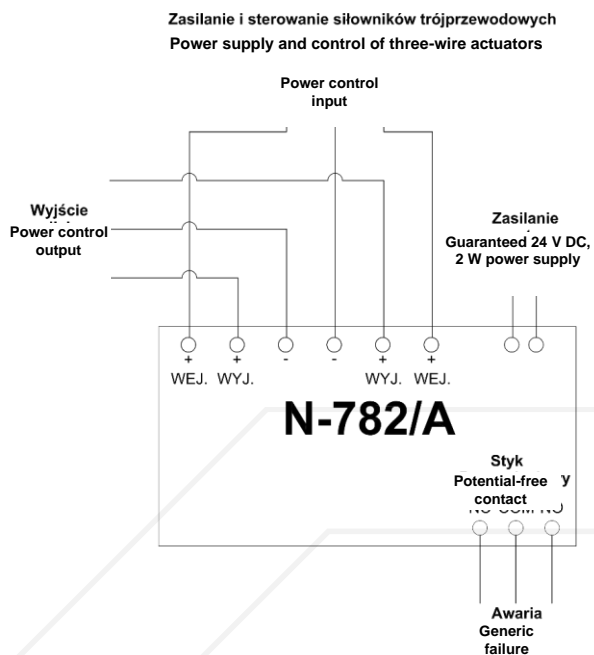 Zasilanie i sterowanie siłowników trójprzewodowych
Power supply and control of three-wire actuators
Power control
input
Wyjście
Power control
output
Zasilanie
Guaranteed 24 V DC,
2 W power supply
+ + - - + +
WEJ. WYJ. WYJ. WEJ.
N-782/A
Styk
Potential-free y
contact
COM
Awaria
Generic
failure